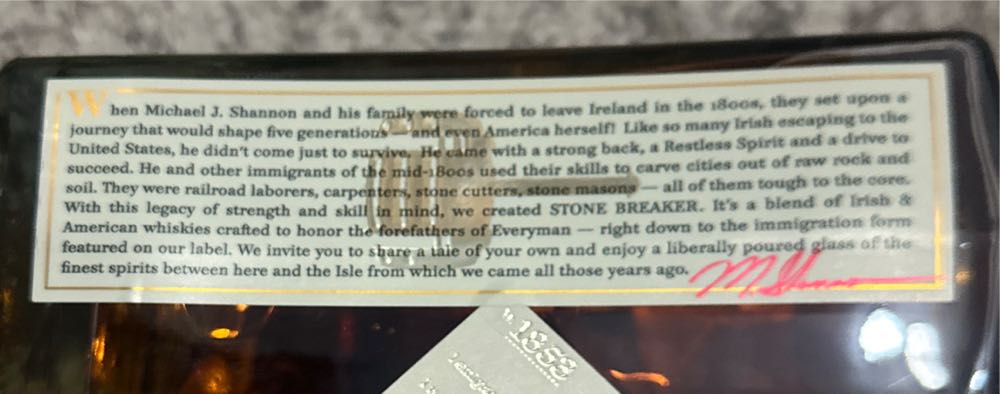 When Michael J. Shannon and his family were forced to leave Ireland in the 1800s, they set upon a
journey that would shape five generations — and even America herself! Like so many Irish escaping to the
United States, he didn't come just to survive. He came with a strong back, a Restless Spirit and a drive to
succeed. He and other immigrants of the mid-1800s used their skills to carve cities out of raw rock and
soil. They were railroad laborers, carpenters, stone cutters, stone masons — all of them tough to the core.
With this legacy of strength and skill in mind, we created STONE BREAKER. It's a blend of Irish &
American whiskies crafted to honor the forefathers of Everyman — right down to the immigration form
featured on our label. We invite you to share a tale of your own and enjoy a liberally poured glass of the
finest spirits between here and the Isle from which we came all those years ago.
M. Shannon
1853